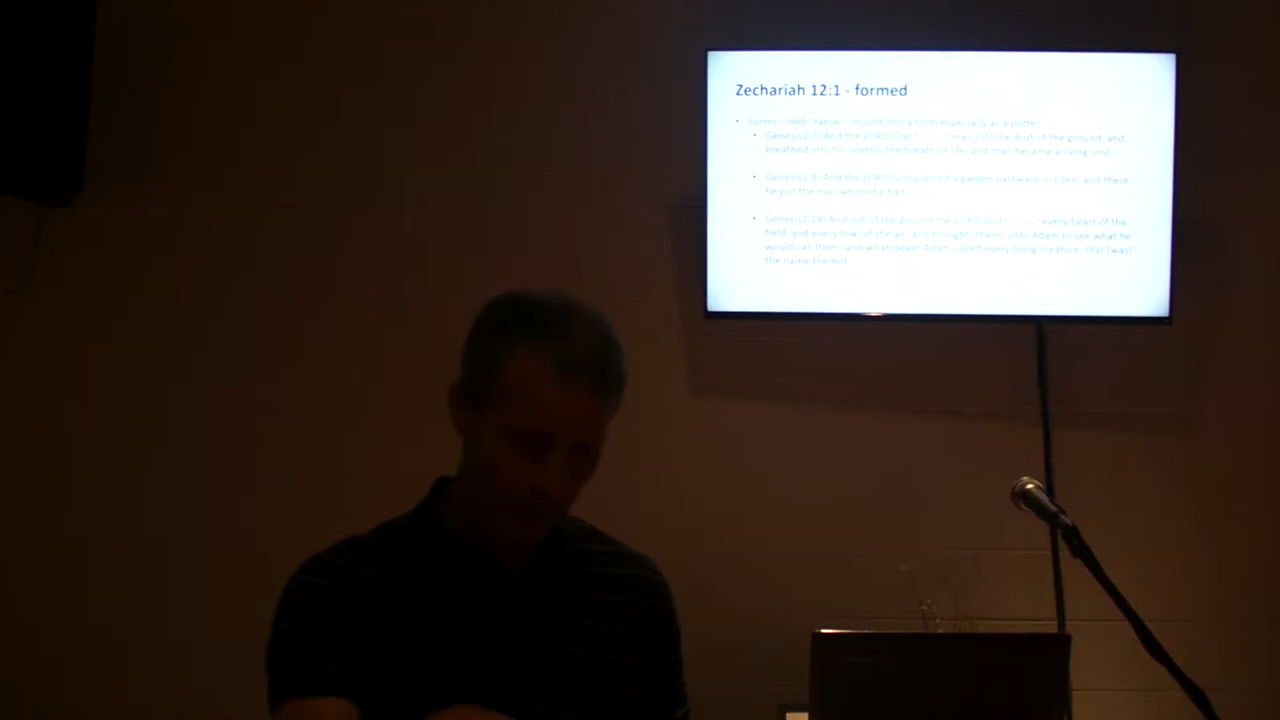 Zechariah 12:1 - formed
• Forms – Heb. Yatsar – mould into a form especially as a potter
• Genesis2:7) And the LORD God man [of] the dust of the ground, and
breathed into his nostrils the breath of life; and man became a living soul.
• Genesis2:8) And the LORD God planted a garden eastward in Eden; and there
he put the man whom he had
• Genesis2:19) And out of the ground the LORD God formed every beast of the
field, and every fowl of the air; and brought [them] unto Adam to see what he
would call them: and whatsoever Adam called every living creature, that [was]
the name thereof.